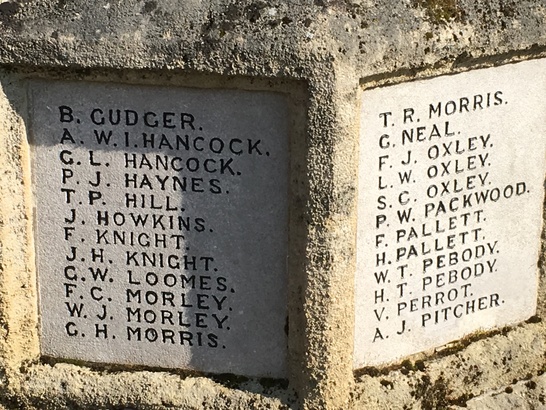 B. GUDGER.
A. W. I. HANCOCK.
G. L. HANCOCK.
P. J. HAYNES.
T. P. HILL.
J. HOWKINS.
F. KNIGHT.
J. H. KNIGHT.
G. W. LOOMES.
F. C. MORLEY.
W. J. MORLEY.
G. H. MORRIS.
T. R. MORRIS.
G. NEAL.
F. J. OXLEY.
L. W. OXLEY.
S. C. OXLEY.
P. W. PACKWOOD.
F. PALLETT.
H. PALLETT.
W. T. PEBODY.
H. T. PEBODY.
V. PERROT.
A. J. PITCHER.